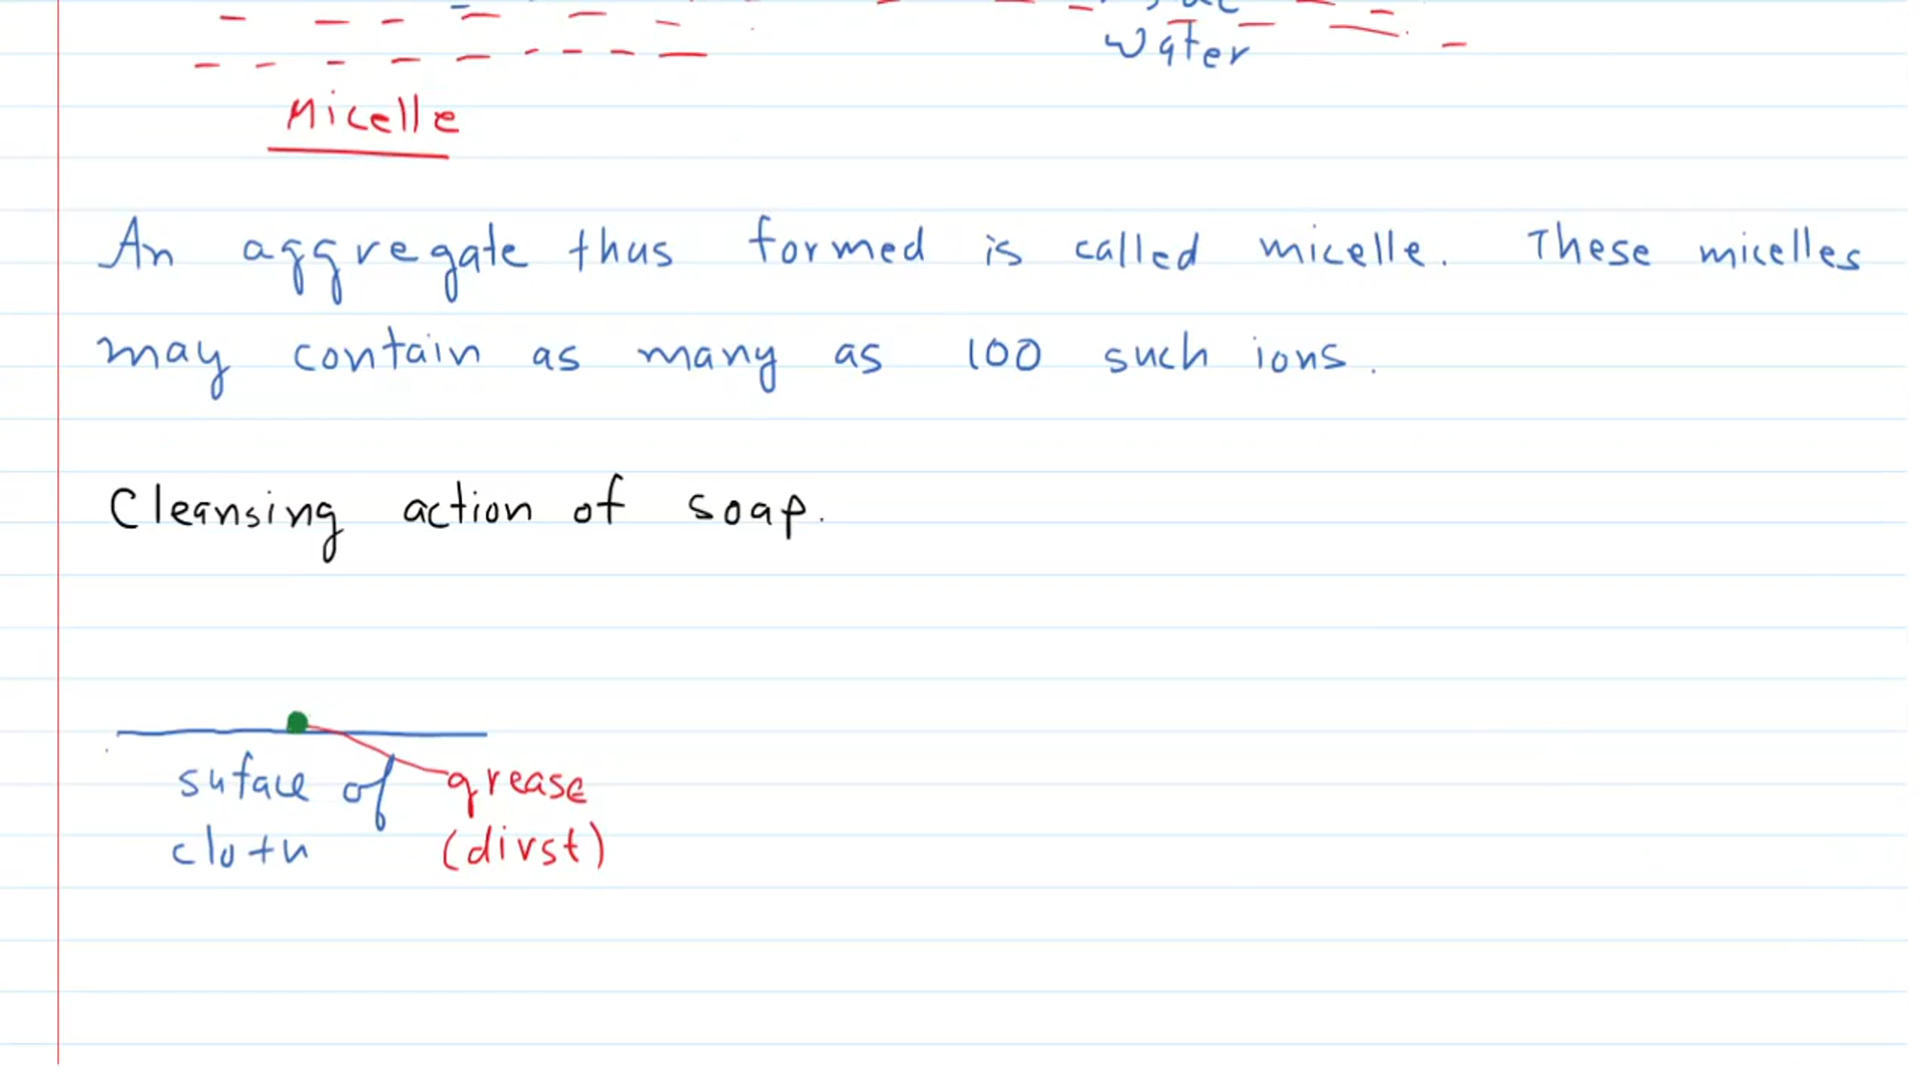 water
Micelle
An aggregate thus formed is called micelle. These micelles
may contain as many as 100 such ions.
Cleansing action of soap.
suface of
cloth
grease
(dirst)